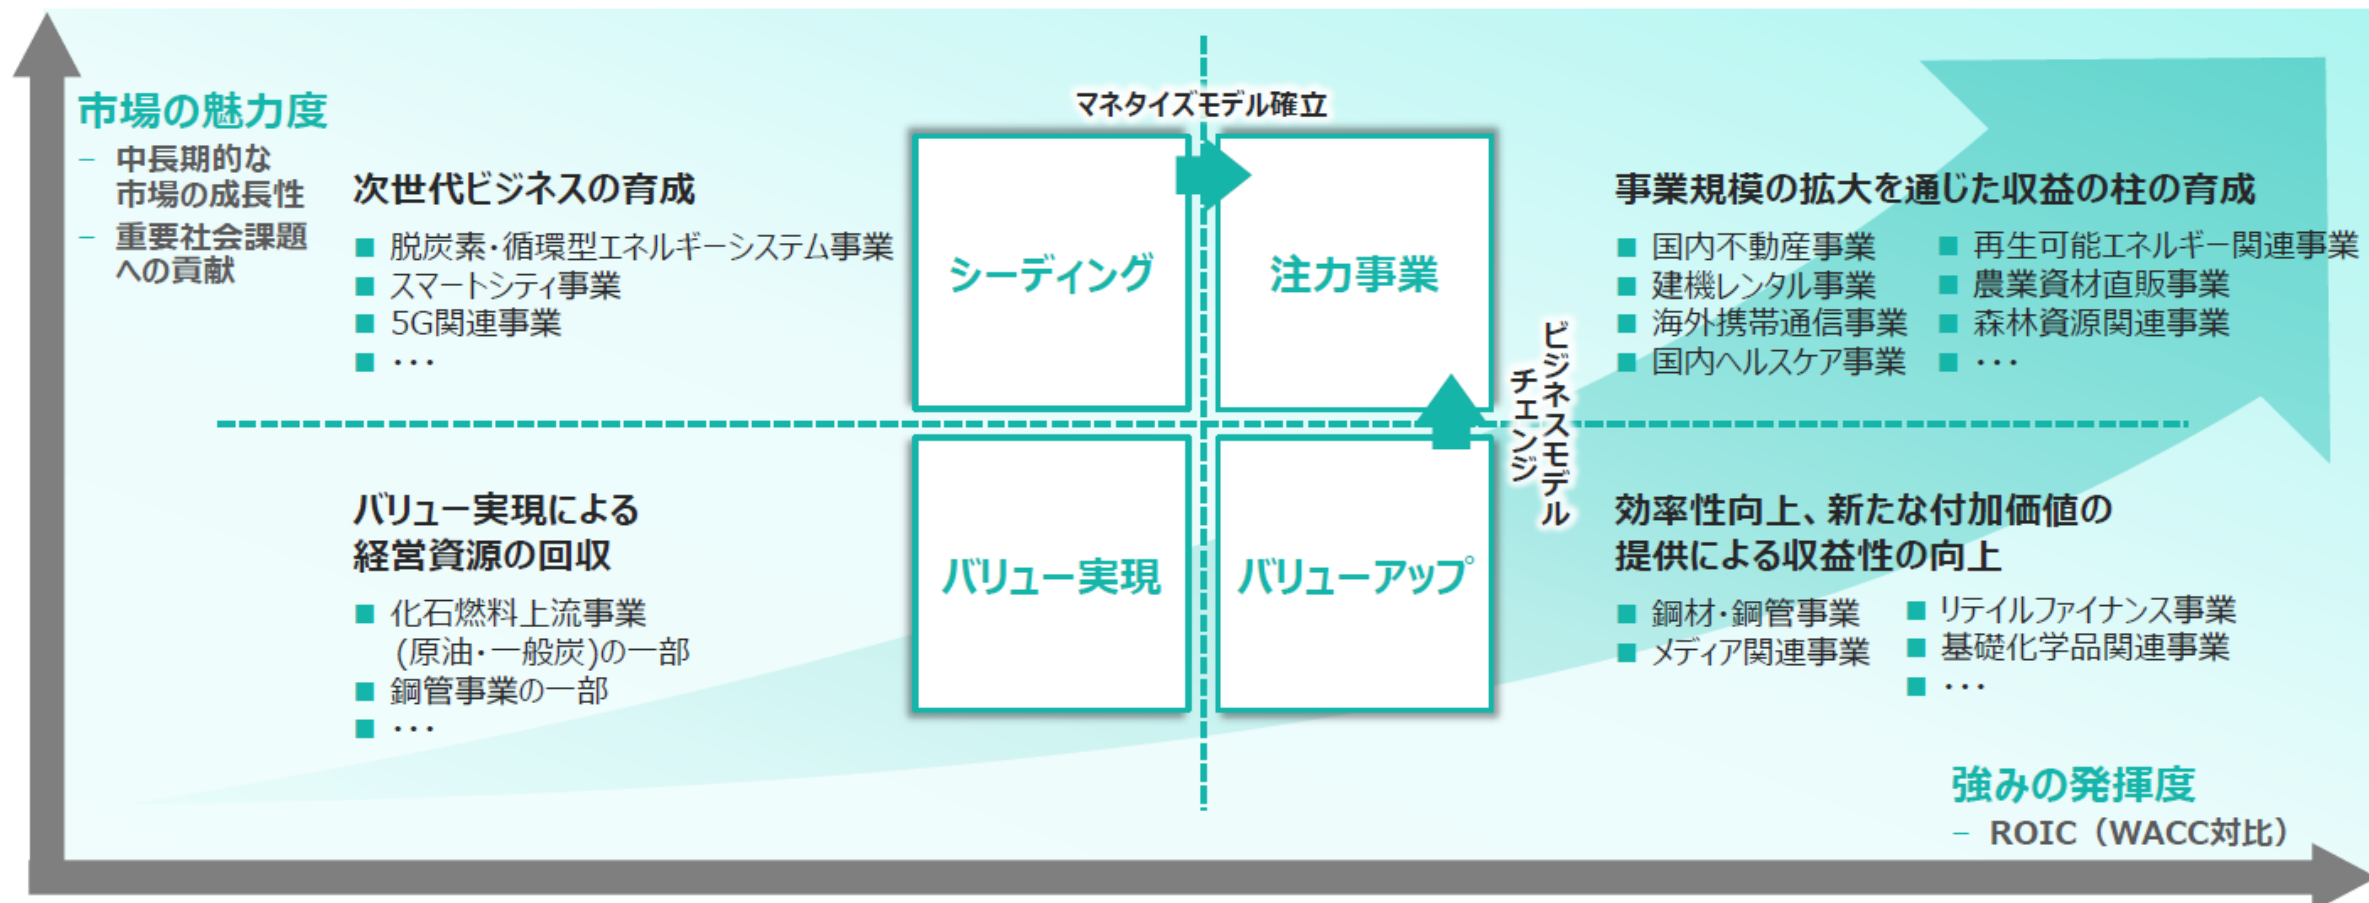 市場の魅力度
– 中長期的な
市場の成長性
– 重要社会課題
への貢献
次世代ビジネスの育成
■ 脱炭素・循環型エネルギーシステム事業
■ スマートシティ事業
■ 5G関連事業
■ ・・・
マネタイズモデル確立
シーディング
注力事業
事業規模の拡大を通じた収益の柱の育成
■ 国内不動産事業
■ 建機レンタル事業
■ 海外携帯通信事業
■ 国内ヘルスケア事業
■ 再生可能エネルギー関連事業
■ 農業資材直販事業
■ 森林資源関連事業
■ ・・・
ビジネスモデル
チェンジ
バリュー実現による
経営資源の回収
■ 化石燃料上流事業
(原油・一般炭)の一部
■ 鋼管事業の一部
■ ・・・
バリュー実現
バリューアップ
効率性向上、新たな付加価値の
提供による収益性の向上
■ 鋼材・鋼管事業
■ メディア関連事業
■ リテイルファイナンス事業
■ 基礎化学品関連事業
■ ・・・
強みの発揮度
– ROIC（WACC対比）